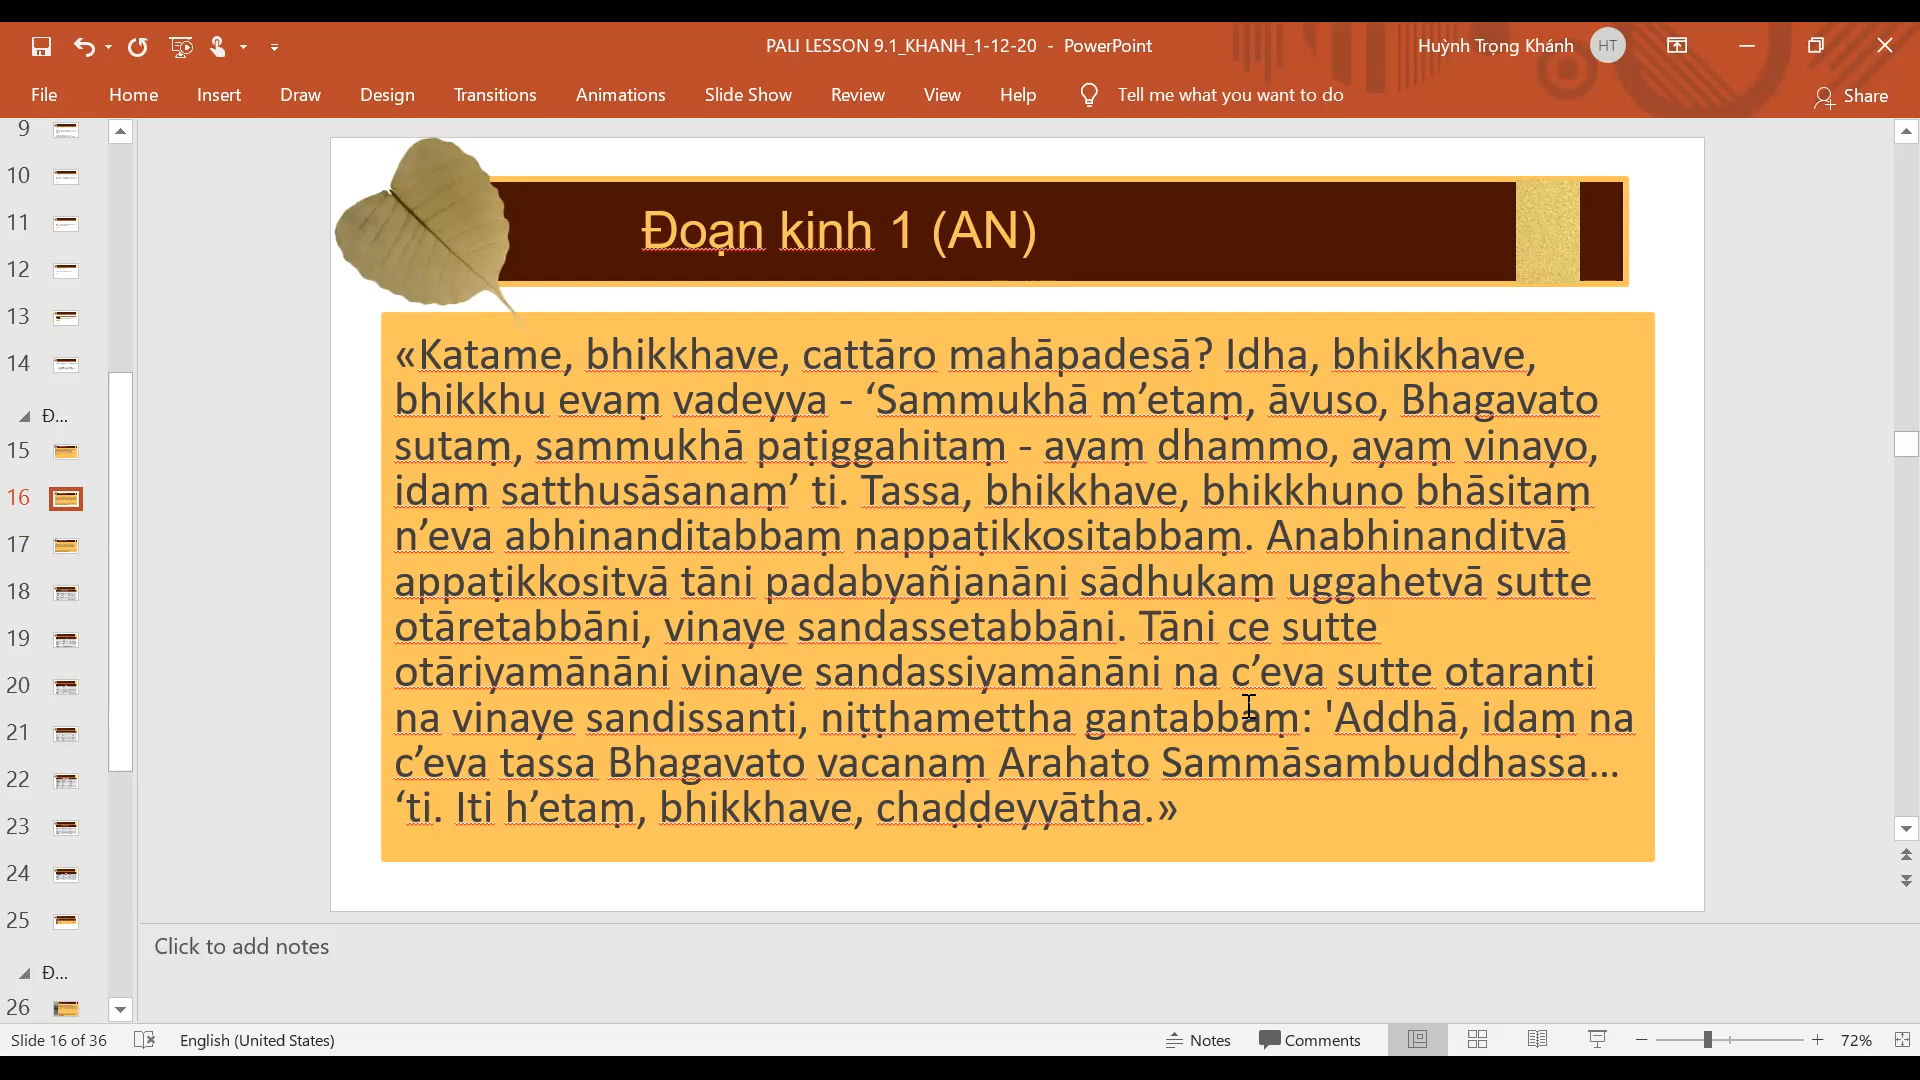 PALI LESSON 9.1_KHANH_1-12-20 - PowerPoint
Huỳnh Trọng Khánh
HT
File Home Insert Draw Design Transitions Animations Slide Show Review View Help Tell me what you want to do
Share
9
10
11
12
13
14
Đ...
15
16
17
18
19
20
21
22
23
24
25
Đ...
26
Đoạn kinh 1 (AN)
«Katame, bhikkhave, cattāro mahāpadesā? Idha, bhikkhave,
bhikkhu evaṃ vadeyya - ‘Sammukhā m’etaṃ, āvuso, Bhagavato
sutaṃ, sammukhā paṭiggahitaṃ - ayaṃ dhammo, ayaṃ vinayo,
idaṃ satthusāsanaṃ’ ti. Tassa, bhikkhave, bhikkhuno bhāsitaṃ
n’eva abhinanditabbaṃ nappaṭikkositabbaṃ. Anabhinanditvā
appaṭikkositvā tāni padabyañjanāni sādhukaṃ uggahetvā sutte
otāretabbāni, vinaye sandassetabbāni. Tāni ce sutte
otāriyamānāni vinaye sandassiyamānāni na c’eva sutte otaranti
na vinaye sandissanti, niṭṭhamettha gantabbaṃ: 'Addhā, idaṃ na
c’eva tassa Bhagavato vacanaṃ Arahato Sammāsambuddhassa...
‘ti. Iti h’etaṃ, bhikkhave, chaḍḍeyyātha.»
Click to add notes
Slide 16 of 36
English (United States)
Notes
Comments
72%